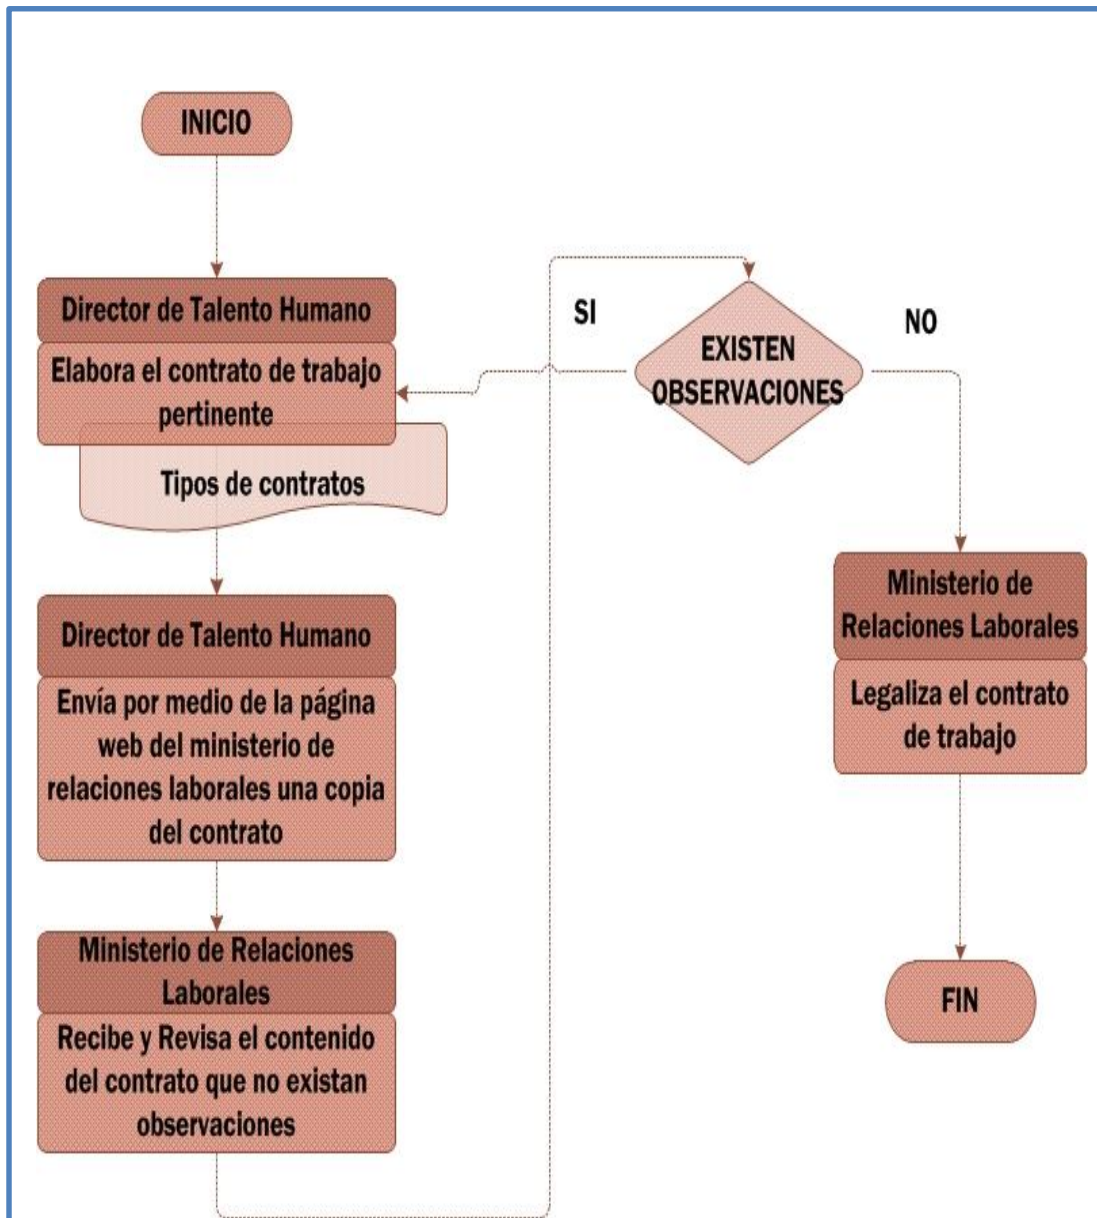 INICIO
Director de Talento Humano
Elabora el contrato de trabajo
pertinente
Tipos de contratos
Director de Talento Humano
Envía por medio de la página
web del ministerio de
relaciones laborales una copia
del contrato
Ministerio de Relaciones
Laborales
Recibe y Revisa el contenido
del contrato que no existan
observaciones
EXISTEN
OBSERVACIONES
SI
NO
Ministerio de
Relaciones Laborales
Legaliza el contrato
de trabajo
FIN